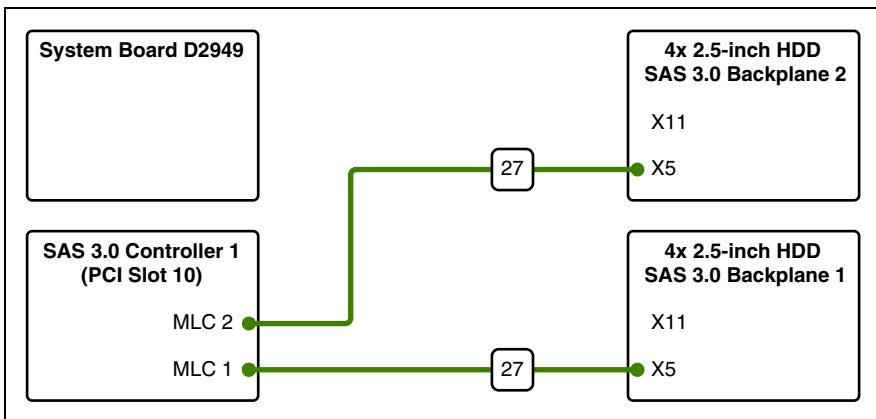 System Board D2949
4x 2.5-inch HDD
SAS 3.0 Backplane 2
X11
27
X5
SAS 3.0 Controller 1
(PCI Slot 10)
4x 2.5-inch HDD
SAS 3.0 Backplane 1
MLC 2
X11
MLC 1
27
X5